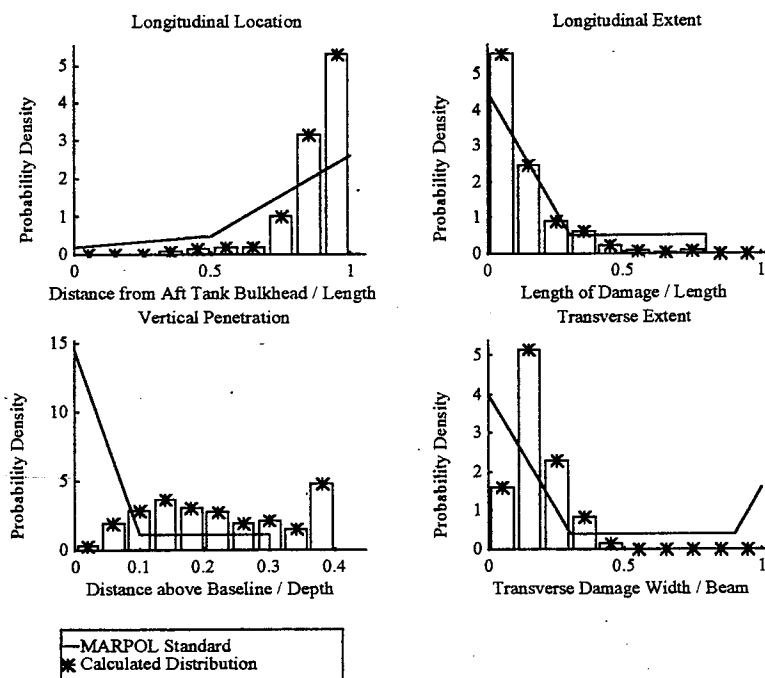 Longitudinal Location
Probability Density
5
4
3
2
1
0
0
0.5
1
Distance from Aft Tank Bulkhead / Length
Longitudinal Extent
Probability Density
5
4
3
2
1
0
0
0.5
1
Length of Damage / Length
Vertical Penetration
Probability Density
15
10
5
0
0
0.1
0.2
0.3
0.4
Distance above Baseline / Depth
Transverse Extent
Probability Density
5
4
3
2
1
0
0
0.5
1
Transverse Damage Width / Beam
MARPOL Standard
Calculated Distribution